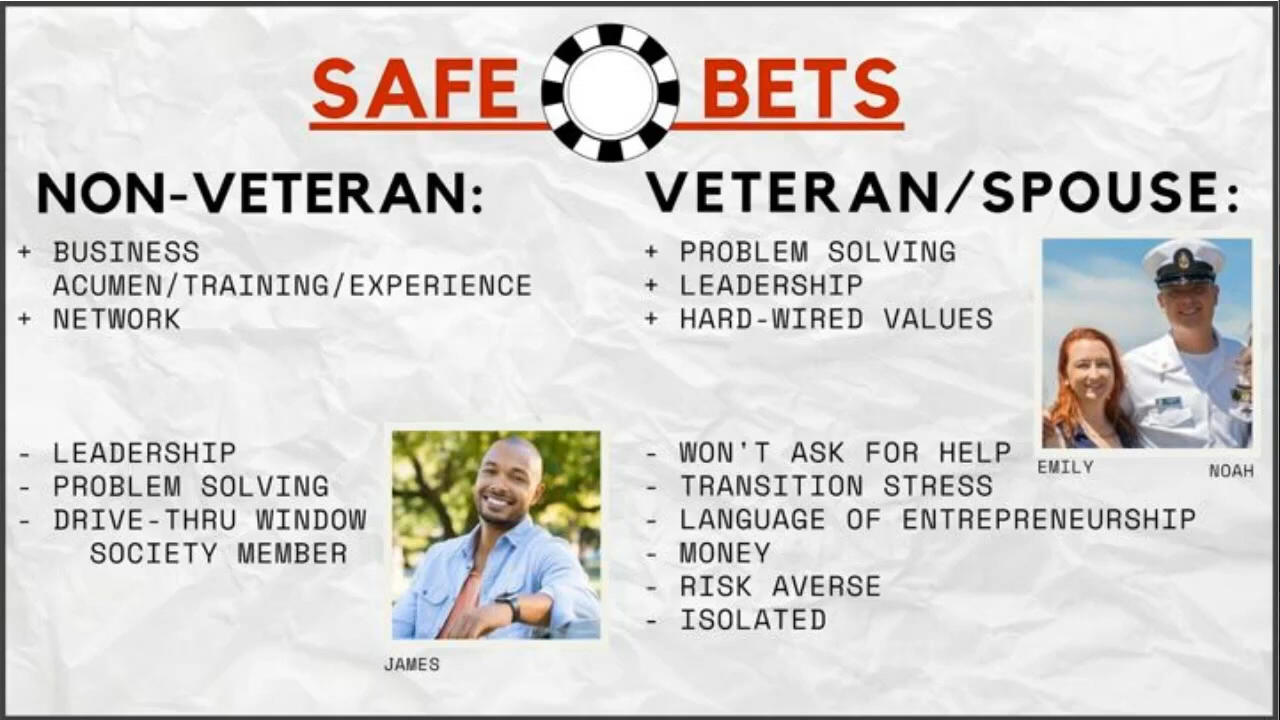 SAFE BETS
NON-VETERAN:
+ BUSINESS
ACUMEN/TRAINING/EXPERIENCE
+ NETWORK
- LEADERSHIP
- PROBLEM SOLVING
- DRIVE-THRU WINDOW
SOCIETY MEMBER
JAMES
VETERAN/SPOUSE:
+ PROBLEM SOLVING
+ LEADERSHIP
+ HARD-WIRED VALUES
EMILY
NOAH
- WON'T ASK FOR HELP
- TRANSITION STRESS
- LANGUAGE OF ENTREPRENEURSHIP
- MONEY
- RISK AVERSE
- ISOLATED